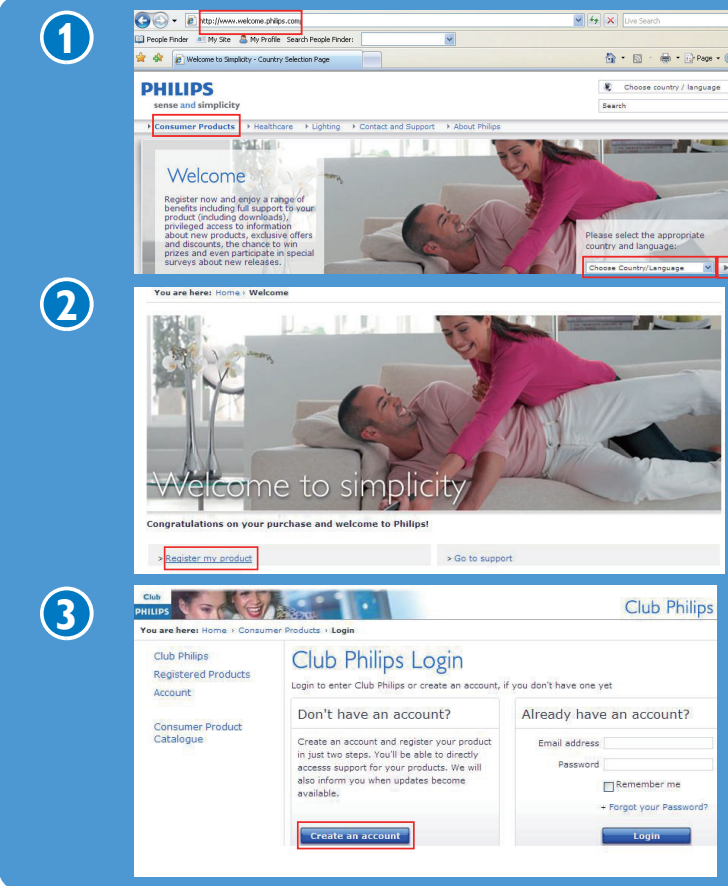 1
http://www.welcome.philips.com/
Live Search
People Finder My Site My Profile Search People Finder:
Welcome to Simplicity - Country Selection Page
Page
PHILIPS
sense and simplicity
Choose country / language
Search
Consumer Products Healthcare Lighting Contact and Support About Philips
Welcome
Register now and enjoy a range of
benefits including full support to your
product (including downloads),
privileged access to information
about new products, exclusive offers
and discounts, the chance to win
prizes and even participate in special
surveys about new releases.
Please select the appropriate
country and language:
Choose Country/Language
2
You are here: Home › Welcome
Welcome to simplicity
Congratulations on your purchase and welcome to Philips!
> Register my product
> Go to support
3
Club
PHILIPS
Club Philips
You are here: Home › Consumer Products › Login
Club Philips
Registered Products
Account
Consumer Product
Catalogue
Club Philips Login
Login to enter Club Philips or create an account, if you don't have one yet
Don't have an account?
Create an account and register your product
in just two steps. You'll be able to directly
accesss support for your products. We will
also inform you when updates become
available.
Create an account
Already have an account?
Email address
Password
Remember me
+ Forgot your Password?
Login